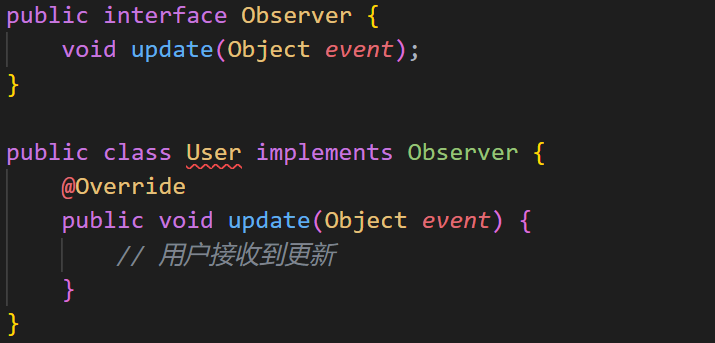 public interface Observer {
    void update(Object event);
}

public class User implements Observer {
    @Override
    public void update(Object event) {
        // 用户接收到更新
    }
}